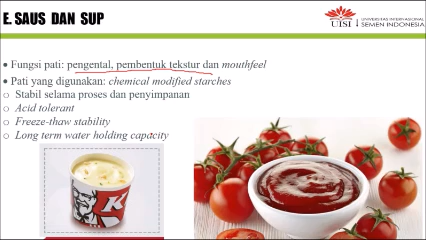 E. SAUS DAN SUP
UISI
UNIVERSITAS INTERNASIONAL
SEMEN INDONESIA
• Fungsi pati: pengental, pembentuk tekstur dan mouthfeel
• Pati yang digunakan: chemical modified starches
o Stabil selama proses dan penyimpanan
o Acid tolerant
o Freeze-thaw stability
o Long term water holding capacity
K